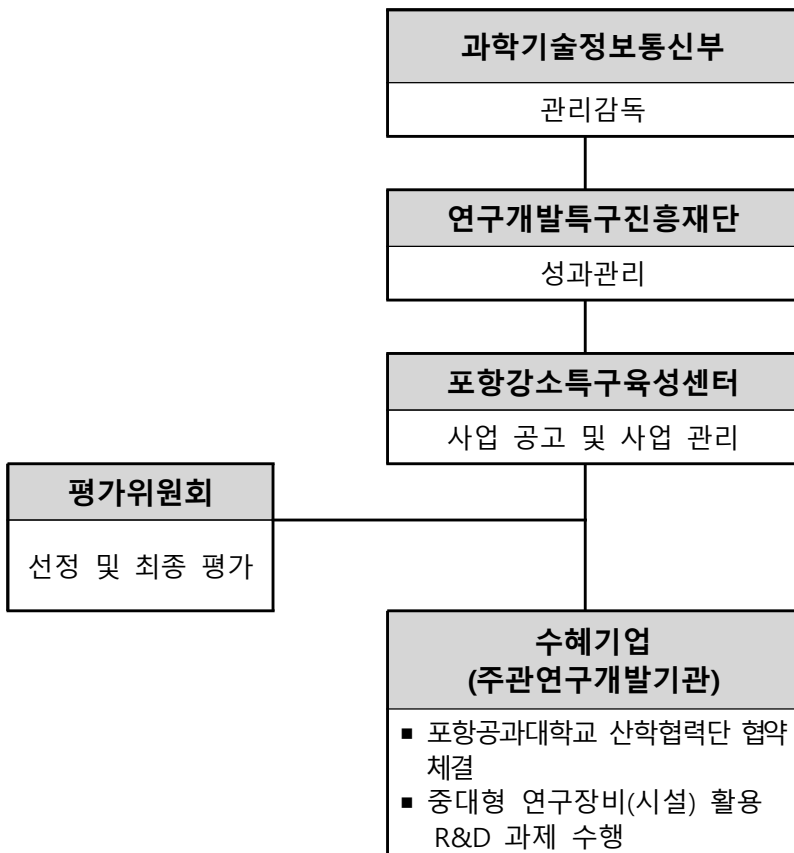 과학기술정보통신부
관리감독
연구개발특구진흥재단
성과관리
포항강소특구육성센터
사업 공고 및 사업 관리
평가위원회
선정 및 최종 평가
수혜기업
(주관연구개발기관)
▪ 포항공과대학교 산학협력단 협약
체결
▪ 중대형 연구장비(시설) 활용
R&D 과제 수행